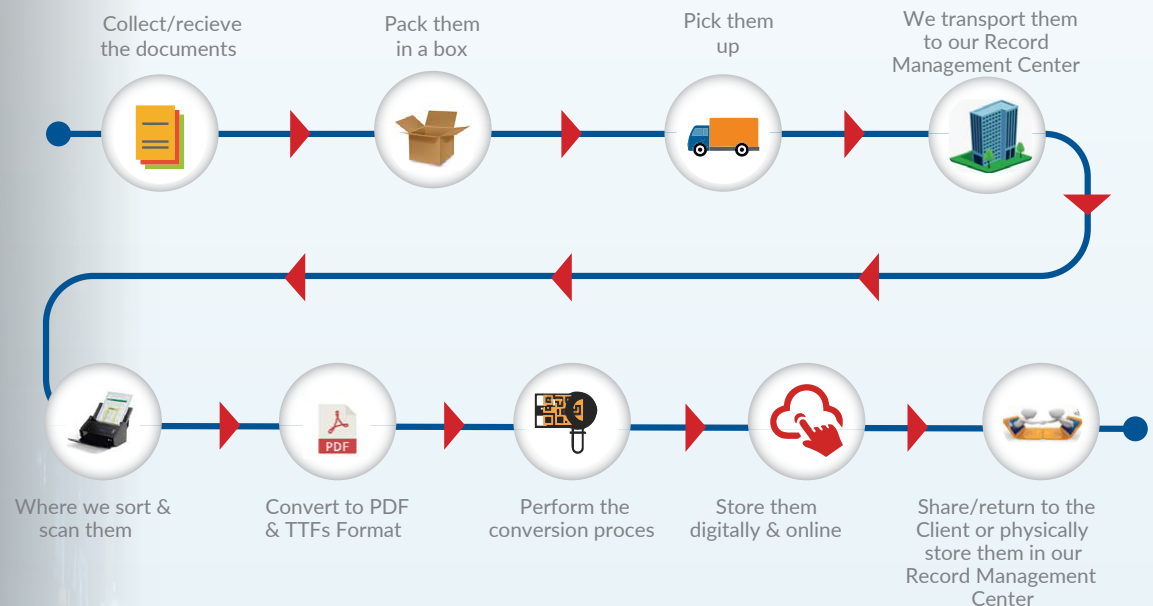 Collect/recieve
the documents
Pack them
in a box
Pick them
up
We transport them
to our Record
Management Center
PDF
Where we sort &
scan them
Convert to PDF
& TTFs Format
Perform the
conversion proces
Store them
digitally & online
Share/return to the
Client or physically
store them in our
Record Management
Center